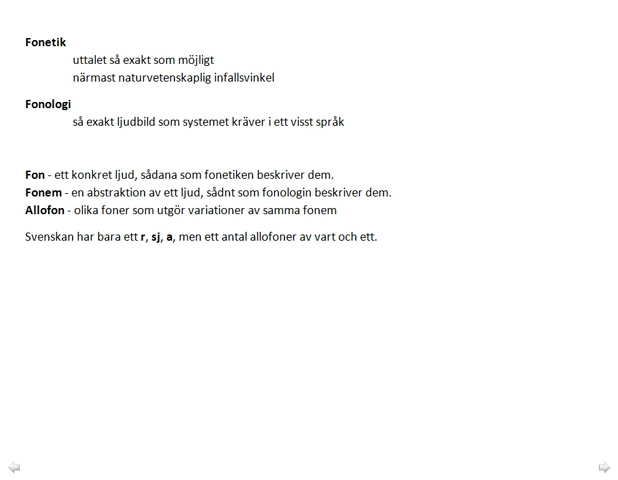 Fonetik
uttalet så exakt som möjligt
närmast naturvetenskaplig infallsvinkel
Fonologi
så exakt ljudbild som systemet kräver i ett visst språk
Fon - ett konkret ljud, sådana som fonetiken beskriver dem.
Fonem - en abstraktion av ett ljud, sådnt som fonologin beskriver dem.
Allofon - olika foner som utgör variationer av samma fonem
Svenskan har bara ett r, sj, a, men ett antal allofoner av vart och ett.